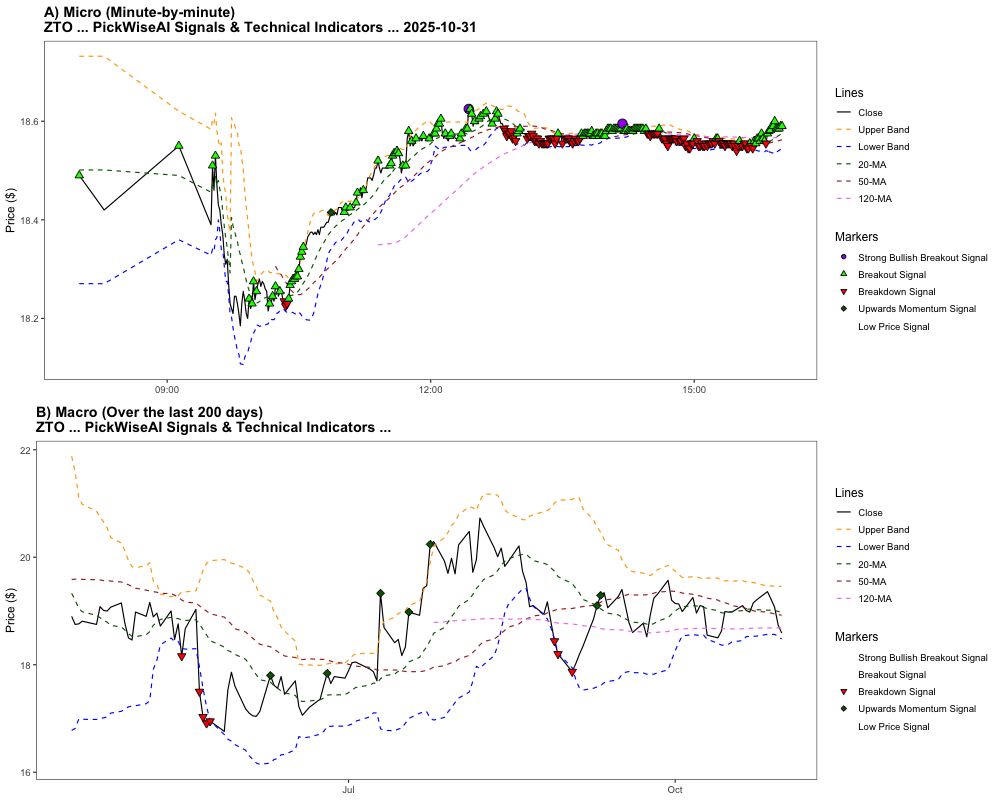 A) Micro (Minute-by-minute)
ZTO ... PickWiseAI Signals & Technical Indicators ... 2025-10-31
Price ($)
18.6
18.4
18.2
09:00
12:00
15:00
Lines
Close
Upper Band
Lower Band
20-MA
50-MA
120-MA
Markers
Strong Bullish Breakout Signal
Breakout Signal
Breakdown Signal
Upwards Momentum Signal
Low Price Signal
B) Macro (Over the last 200 days)
ZTO ... PickWiseAI Signals & Technical Indicators ...
Price ($)
22
20
18
16
Jul
Oct
Lines
Close
Upper Band
Lower Band
20-MA
50-MA
120-MA
Markers
Strong Bullish Breakout Signal
Breakout Signal
Breakdown Signal
Upwards Momentum Signal
Low Price Signal